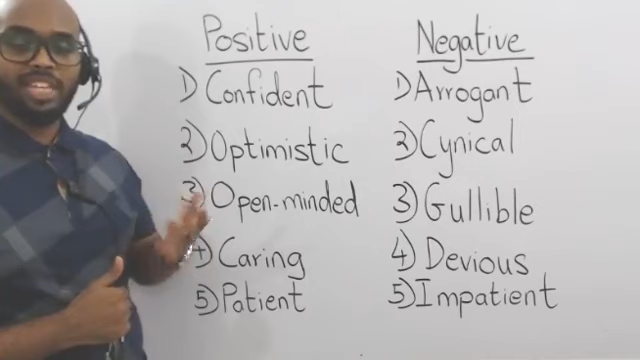 Positive
1) Confident
2) Optimistic
3) Open-minded
4) Caring
5) Patient
Negative
1) Arrogant
2) Cynical
3) Gullible
4) Devious
5) Impatient